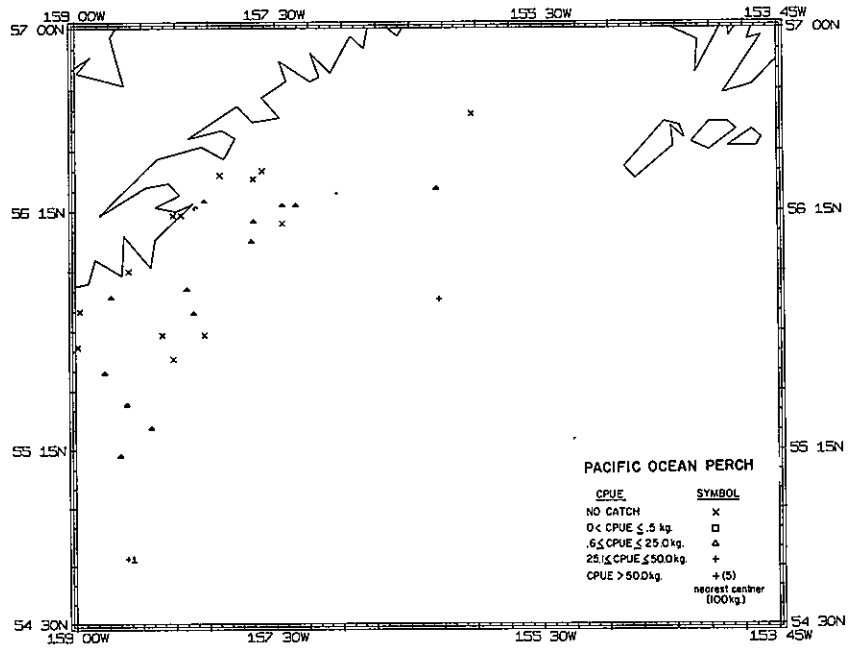 159 00W 157 30W 155 30W 153 45W
57 00N 57 00N
56 15N 56 15N
55 15N 55 15N
+1
PACIFIC OCEAN PERCH
CPUE SYMBOL
NO CATCH ×
0< CPUE ≤ .5 kg. □
.6≤CPUE ≤ 25.0kg. △
25.1≤CPUE ≤50.0kg. +
CPUE >50.0kg. +(5)
nearest centner
(100kg.)
54 30N 54 30N
159 00W 157 30W 155 30W 153 45W